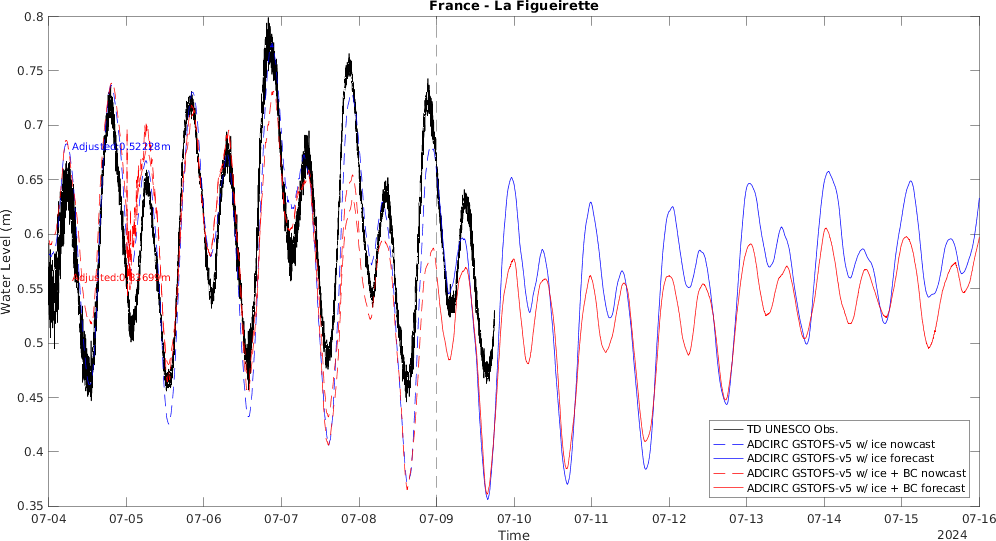 France - La Figueirette
Water Level (m)
0.8
0.75
0.7
0.65
0.6
0.55
0.5
0.45
0.4
0.35
Adjusted:0.52228m
TD UNESCO Obs.
ADCIRC GSTOFS-v5 w/ ice nowcast
ADCIRC GSTOFS-v5 w/ ice forecast
ADCIRC GSTOFS-v5 w/ ice + BC nowcast
ADCIRC GSTOFS-v5 w/ ice + BC forecast
07-04 07-05 07-06 07-07 07-08 07-09 07-10 07-11 07-12 07-13 07-14 07-15 07-16
Time
2024